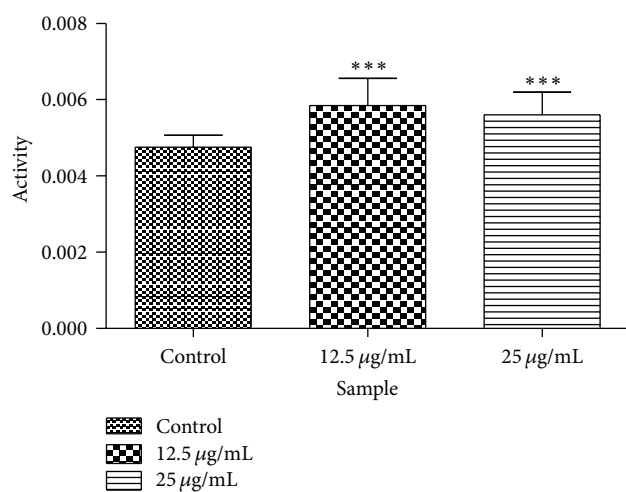 0.008
0.006
0.004
0.002
0.000
Activity
***
***
Control
12.5 μg/mL
25 μg/mL
Sample
Control
12.5 μg/mL
25 μg/mL